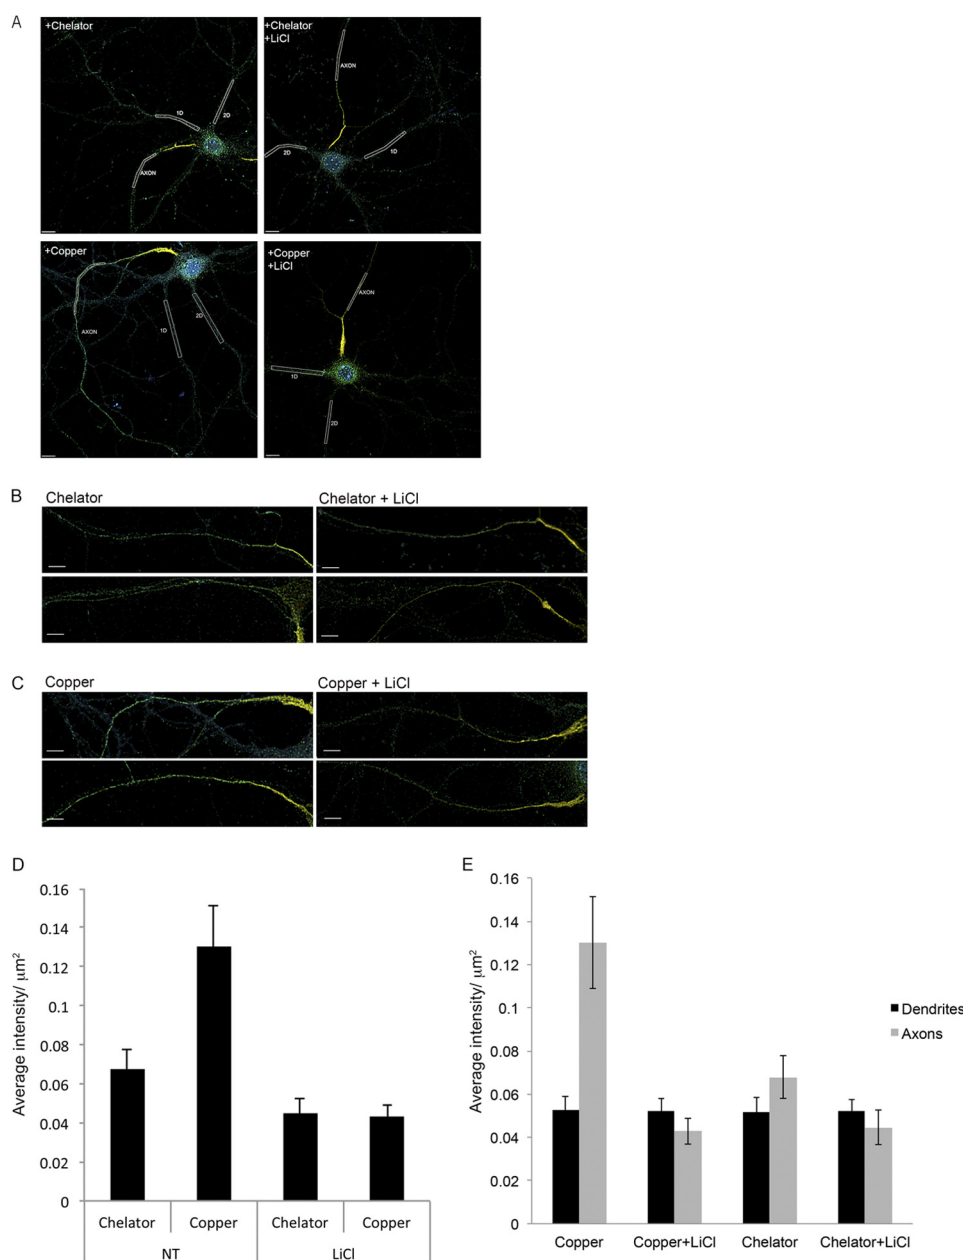 A
+Chelator
1D
2D
AXON
+Chelator
+LiCl
AXON
2D
1D
+Copper
AXON
1D
2D
+Copper
+LiCl
AXON
1D
2D
B
Chelator
Chelator + LiCl
C
Copper
Copper + LiCl
D
Average intensity/ μm²
0.16
0.14
0.12
0.1
0.08
0.06
0.04
0.02
0
Chelator Copper Chelator Copper
NT LiCl
E
Average intensity/ μm²
0.16
0.14
0.12
0.1
0.08
0.06
0.04
0.02
0
Copper Copper+LiCl Chelator Chelator+LiCl
Dendrites
Axons